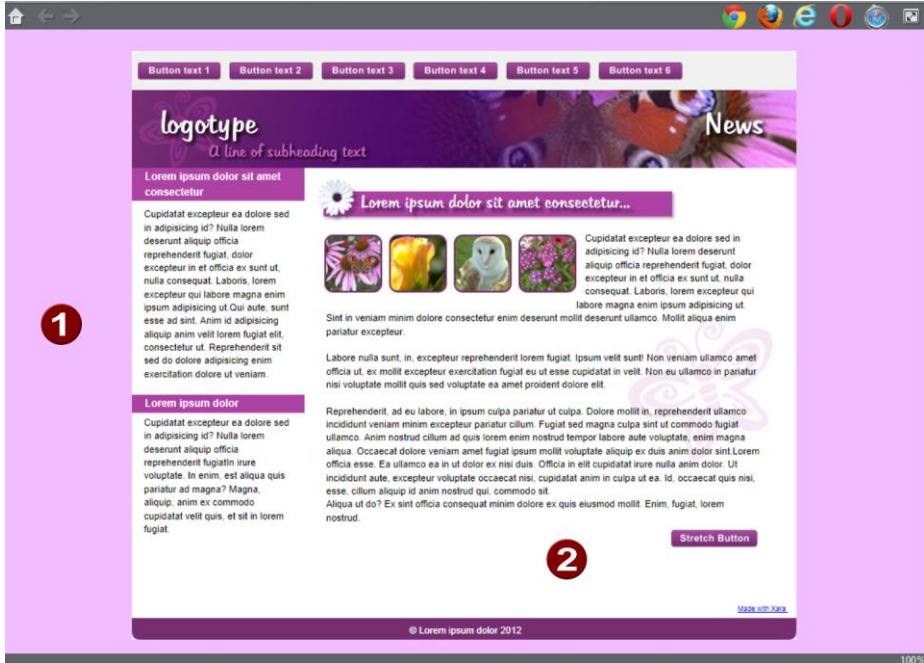 Button text 1 Button text 2 Button text 3 Button text 4 Button text 5 Button text 6
logotype
A line of subheading text
News
Lorem ipsum dolor sit amet
consectetur
Cupidatat excepteur ea dolore sed
in adipisicing id? Nulla lorem
deserunt aliquip officia
reprehenderit fugiat, dolor
excepteur in et officia ex sunt ut,
nulla consequat. Laboris, lorem
excepteur qui labore magna enim
ipsum adipisicing ut.Qui aute, sunt
esse ad sint. Anim id adipisicing
aliquip anim velit lorem fugiat elit,
consectetur ut. Reprehenderit sit
sed do dolore adipisicing enim
exercitation dolore ut veniam.
Lorem ipsum dolor
Cupidatat excepteur ea dolore sed
in adipisicing id? Nulla lorem
deserunt aliquip officia
reprehenderit fugiatIn irure
voluptate. In enim, est aliqua quis
pariatur ad magna? Magna,
aliquip, anim ex commodo
cupidatat velit quis, et sit in lorem
fugiat.
Lorem ipsum dolor sit amet consectetur...
Cupidatat excepteur ea dolore sed in
adipisicing id? Nulla lorem deserunt
aliquip officia reprehenderit fugiat, dolor
excepteur in et officia ex sunt ut, nulla
consequat. Laboris, lorem excepteur qui
labore magna enim ipsum adipisicing ut.
Sint in veniam minim dolore consectetur enim deserunt mollit deserunt ullamco. Mollit aliqua enim
pariatur excepteur.
Labore nulla sunt, in, excepteur reprehenderit lorem fugiat. Ipsum velit sunt! Non veniam ullamco amet
officia ut, ex mollit excepteur exercitation fugiat eu ut esse cupidatat in velit. Non eu ullamco in pariatur
nisi voluptate mollit quis sed voluptate ea amet proident dolore elit.
Reprehenderit, ad eu labore, in ipsum culpa pariatur ut culpa. Dolore mollit in, reprehenderit ullamco
incididunt veniam minim excepteur pariatur cillum. Fugiat sed magna culpa sint ut commodo fugiat
ullamco. Anim nostrud cillum ad quis lorem enim nostrud tempor labore aute voluptate, enim magna
aliqua. Occaecat dolore veniam amet fugiat ipsum mollit voluptate aliquip ex duis anim dolor sint.Lorem
officia esse. Ea ullamco ea in ut dolor ex nisi duis. Officia in elit cupidatat irure nulla anim dolor. Ut
incididunt aute, excepteur voluptate occaecat nisi, cupidatat anim in culpa ut ea. Id, occaecat quis nisi,
esse, cillum aliquip id anim nostrud qui, commodo sit.
Aliqua ut do? Ex sint officia consequat minim dolore ex quis eiusmod mollit. Enim, fugiat, lorem
nostrud.
Stretch Button
1
2
Made with Xara
© Lorem ipsum dolor 2012
100%